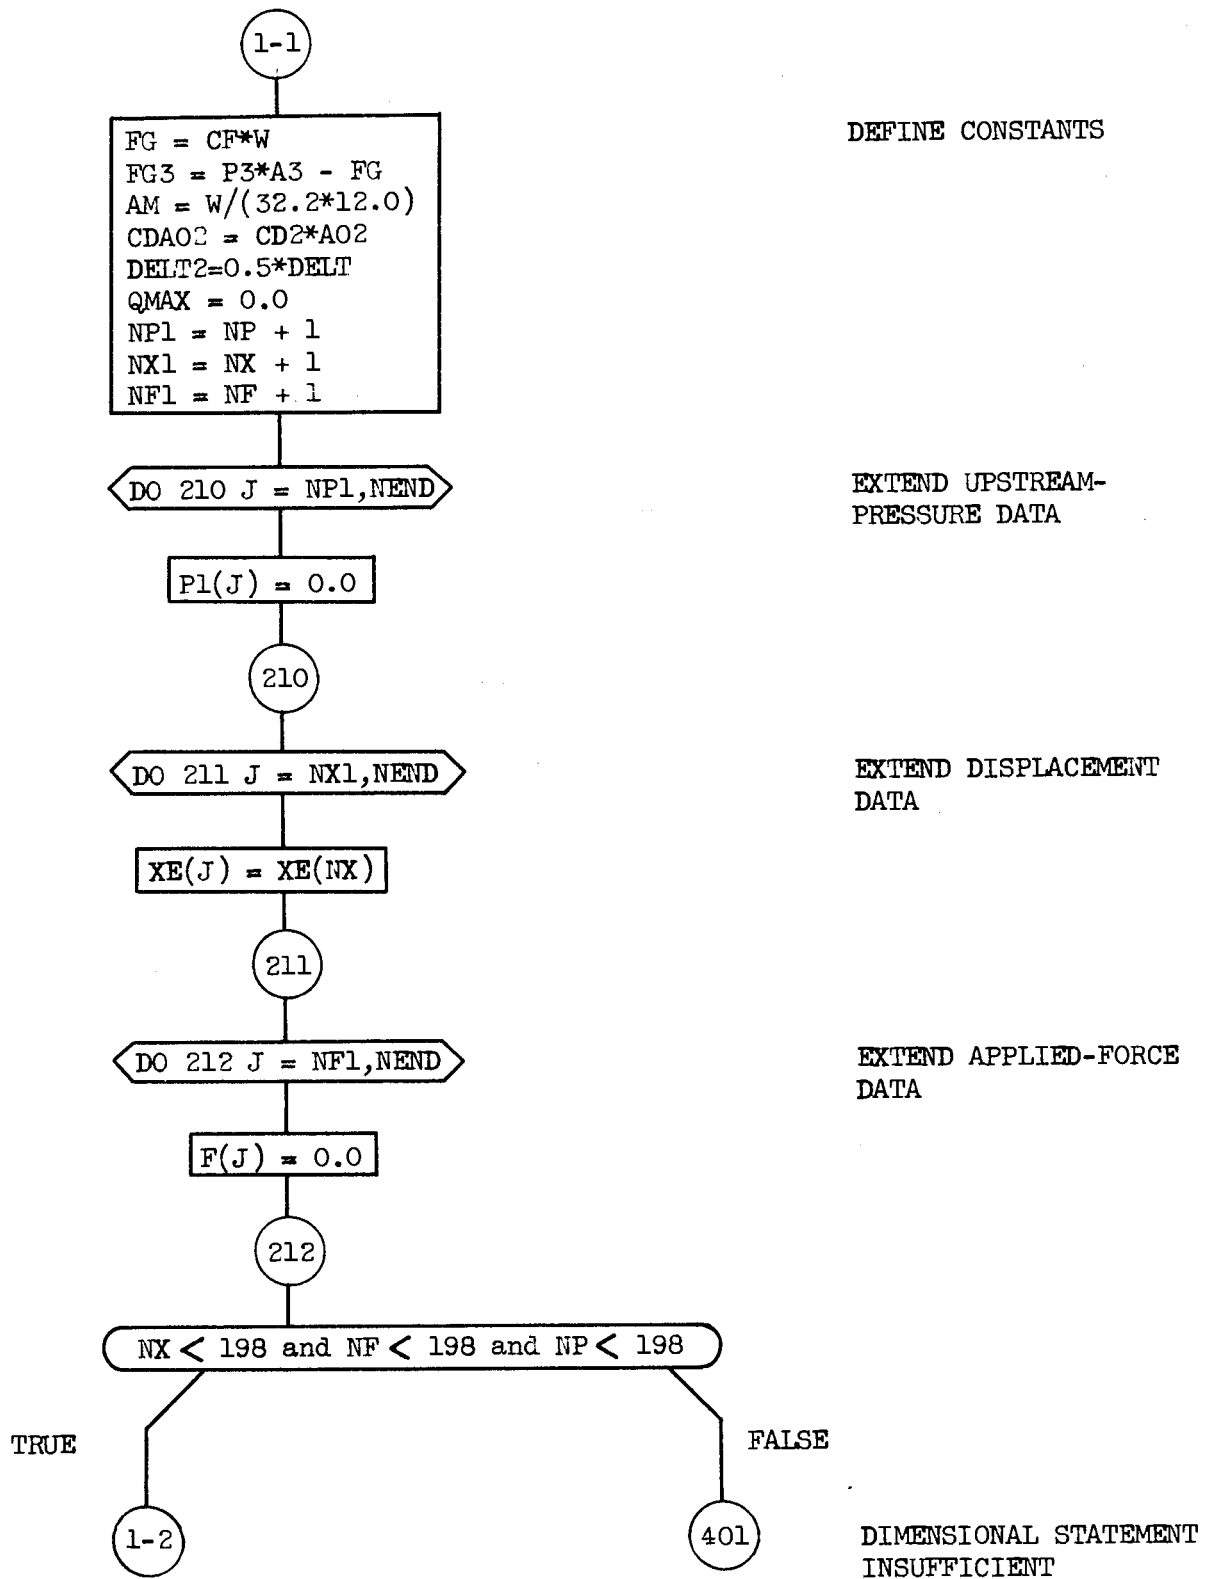 1-1
FG = CF*W
FG3 = P3*A3 - FG
AM = W/(32.2*12.0)
CDAO2 = CD2*AO2
DELT2=0.5*DELT
QMAX = 0.0
NP1 = NP + 1
NX1 = NX + 1
NF1 = NF + 1
DEFINE CONSTANTS
DO 210 J = NP1,NEND
EXTEND UPSTREAM-
PRESSURE DATA
P1(J) = 0.0
210
DO 211 J = NX1,NEND
EXTEND DISPLACEMENT
DATA
XE(J) = XE(NX)
211
DO 212 J = NF1,NEND
EXTEND APPLIED-FORCE
DATA
F(J) = 0.0
212
NX < 198 and NF < 198 and NP < 198
TRUE
FALSE
1-2
401
DIMENSIONAL STATEMENT
INSUFFICIENT